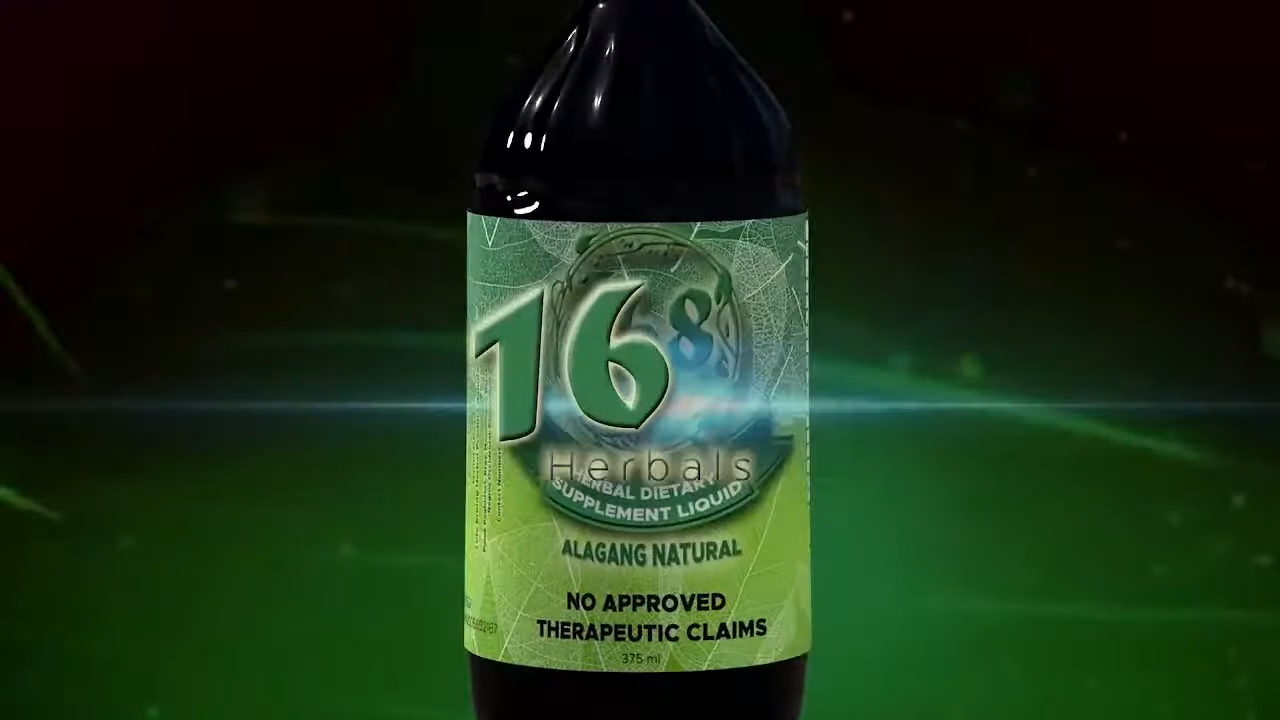 168
Herbals
HERBAL DIETARY
SUPPLEMENT LIQUID
ALAGANG NATURAL
NO APPROVED
THERAPEUTIC CLAIMS
375 ml